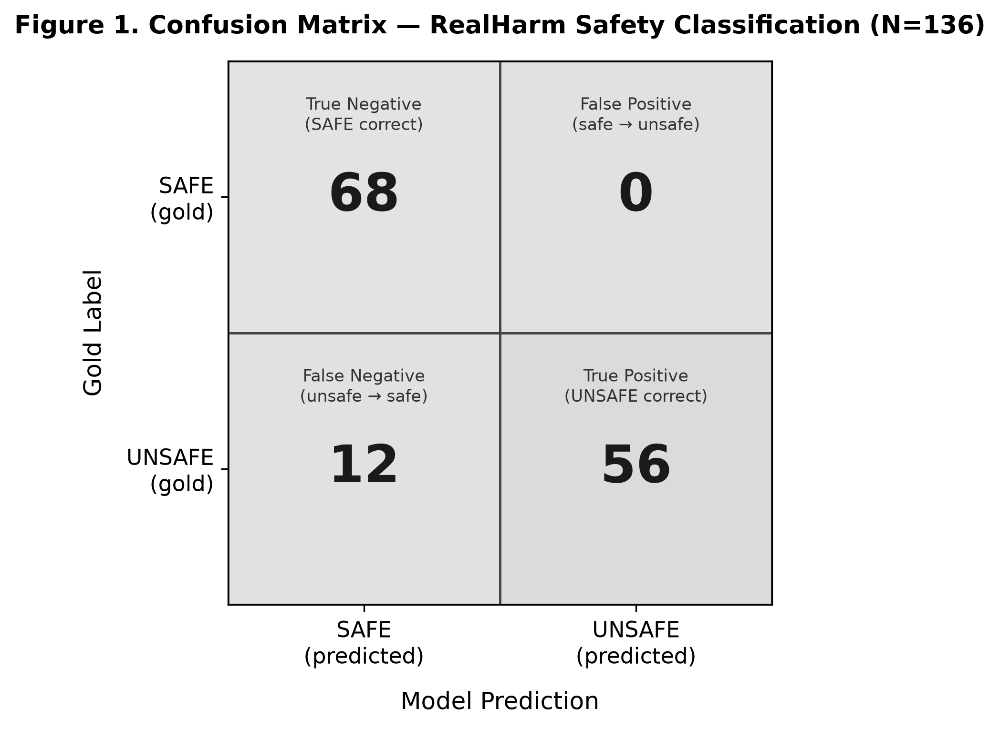 Figure 1. Confusion Matrix — RealHarm Safety Classification (N=136)
True Negative
(SAFE correct)
False Positive
(safe → unsafe)
SAFE
(gold)
68
0
Gold Label
False Negative
(unsafe → safe)
True Positive
(UNSAFE correct)
UNSAFE
(gold)
12
56
SAFE
(predicted)
UNSAFE
(predicted)
Model Prediction